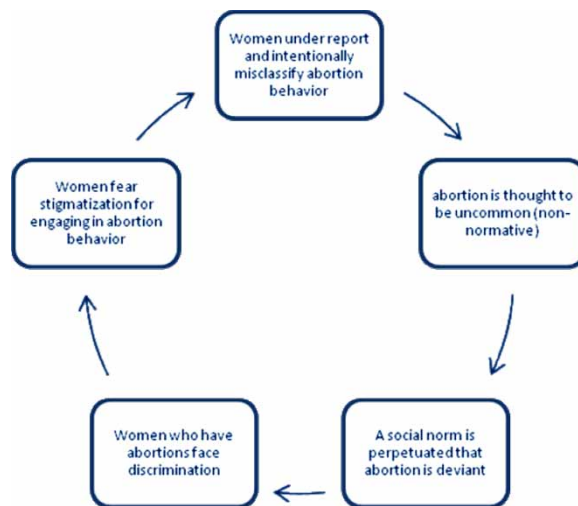 Women under report
and intentionally
misclassify abortion
behavior
abortion is thought to
be uncommon (non-
normative)
A social norm is
perpetuated that
abortion is deviant
Women who have
abortions face
discrimination
Women fear
stigmatization for
engaging in abortion
behavior